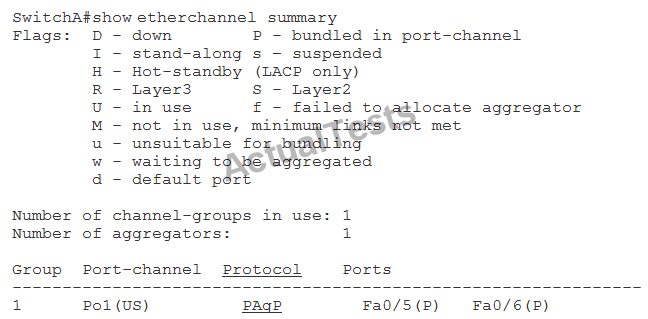 SwitchA#show etherchannel summary
Flags: D - down P - bundled in port-channel
I - stand-along s - suspended
H - Hot-standby (LACP only)
R - Layer3 S - Layer2
U - in use f - failed to allocate aggregator
M - not in use, minimum links not met
u - unsuitable for bundling
w - waiting to be aggregated
d - default port
ActualTests
Number of channel-groups in use: 1
Number of aggregators: 1
Group Port-channel Protocol Ports
------------------------------------------------------------------
1 Po1(US) PAgP Fa0/5(P) Fa0/6(P)